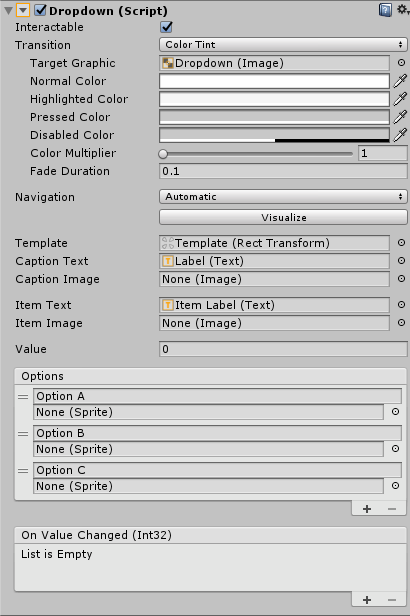 Dropdown (Script)
Interactable
Transition Color Tint
Target Graphic Dropdown (Image)
Normal Color
Highlighted Color
Pressed Color
Disabled Color
Color Multiplier 1
Fade Duration 0.1
Navigation Automatic
Visualize
Template Template (Rect Transform)
Caption Text Label (Text)
Caption Image None (Image)
Item Text Item Label (Text)
Item Image None (Image)
Value 0
Options
Option A
None (Sprite)
Option B
None (Sprite)
Option C
None (Sprite)
On Value Changed (Int32)
List is Empty